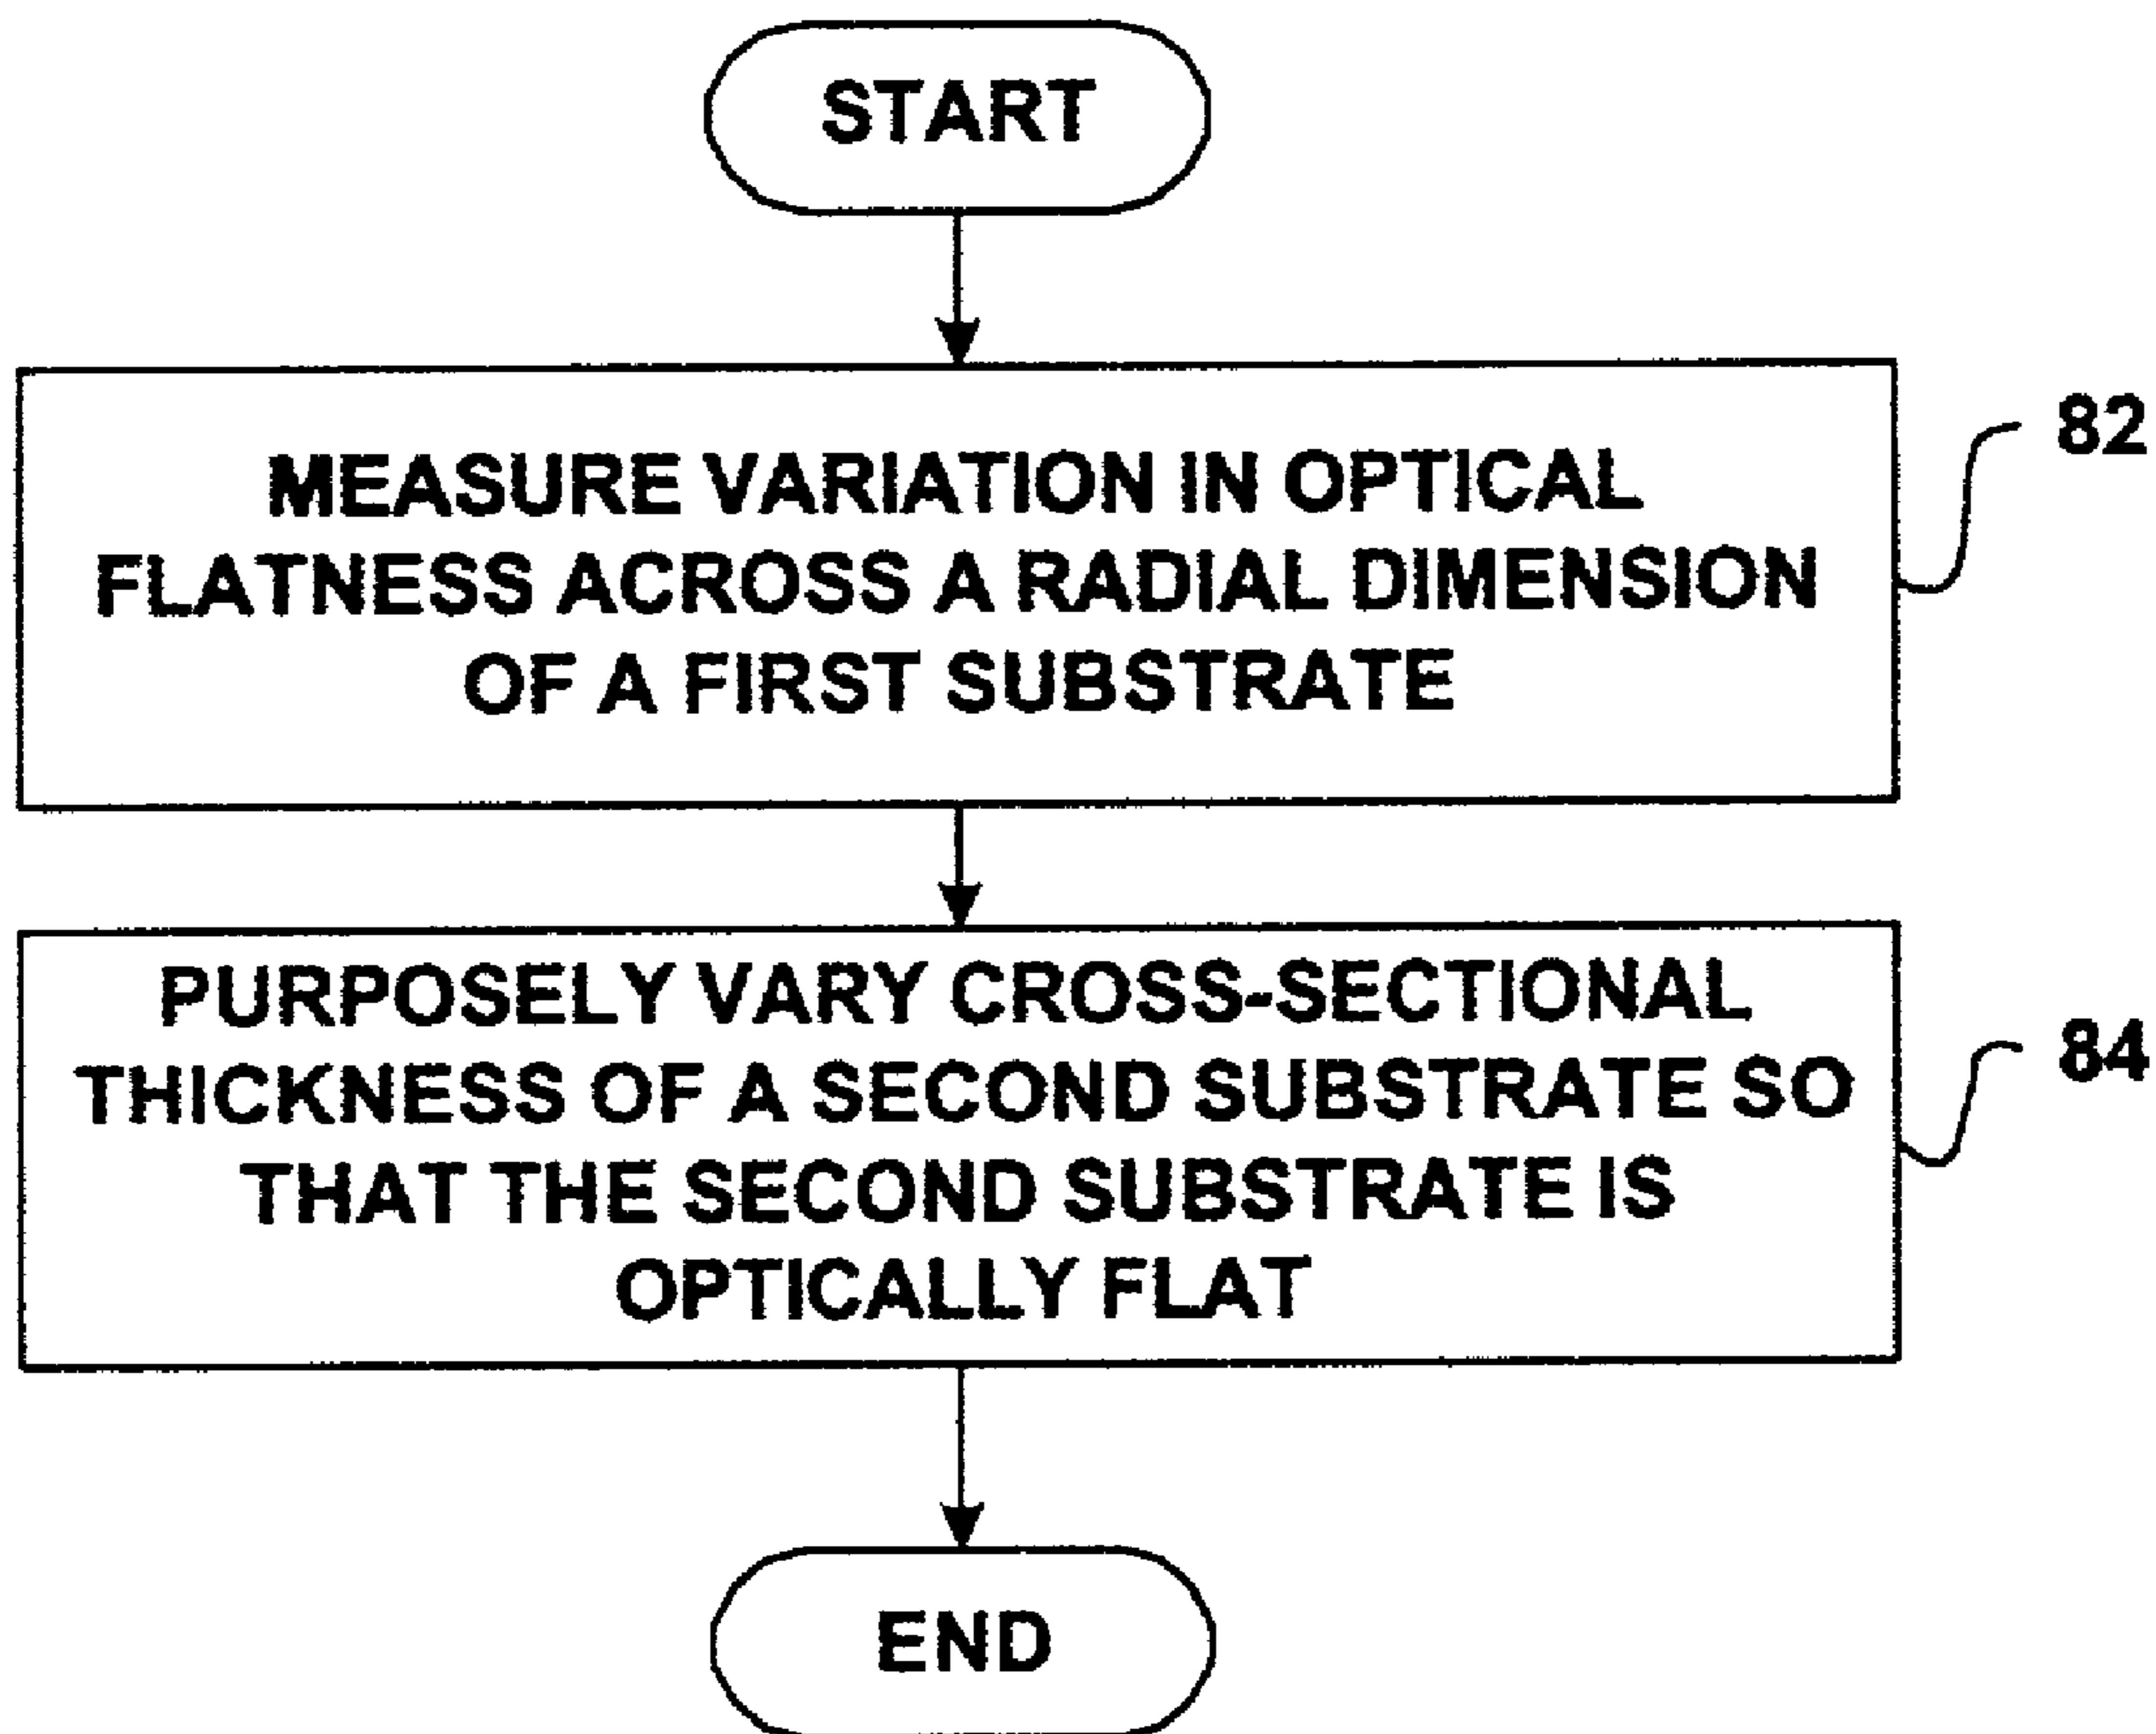 START
MEASURE VARIATION IN OPTICAL
FLATNESS ACROSS A RADIAL DIMENSION
OF A FIRST SUBSTRATE
82
PURPOSELY VARY CROSS-SECTIONAL
THICKNESS OF A SECOND SUBSTRATE SO
THAT THE SECOND SUBSTRATE IS
OPTICALLY FLAT
84
END